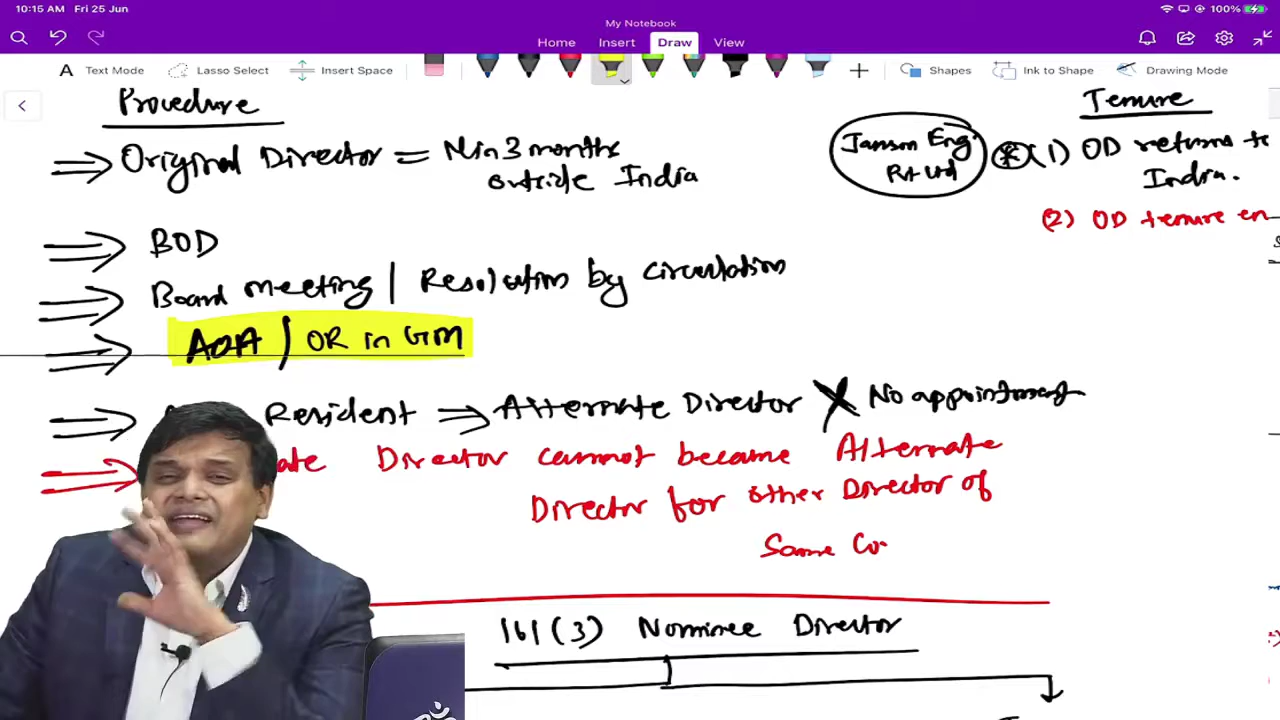 10:15 AM Fri 25 Jun
100%
My Notebook
Home Insert Draw View
Text Mode Lasso Select Insert Space Shapes Ink to Shape Drawing Mode
Procedure
Tenure
Original Director = Min 3 months
outside India
Janson Eng.
Pvt Ltd
(1) OD returns to
India.
(2) OD tenure en
BOD
Board meeting | Resolution by circulation
AOA / OR in GM
Resident ⇒ Alternate Director X No appointment
ate Director cannot became Alternate
Director for other Director of
Same Co
161 (3) Nominee Director